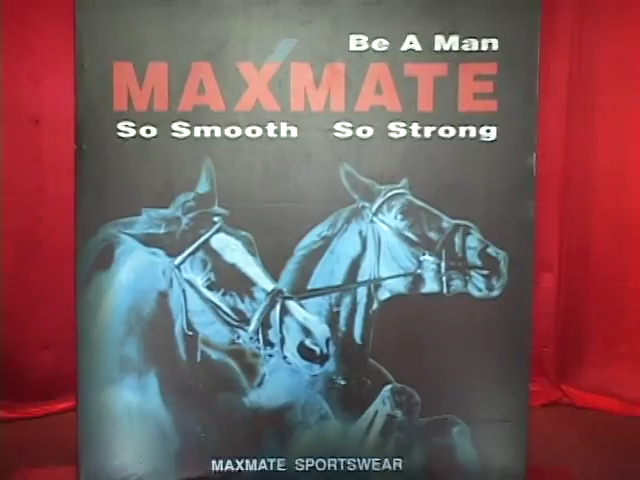 Be A Man
MAXMATE
So Smooth So Strong
MAXMATE SPORTSWEAR